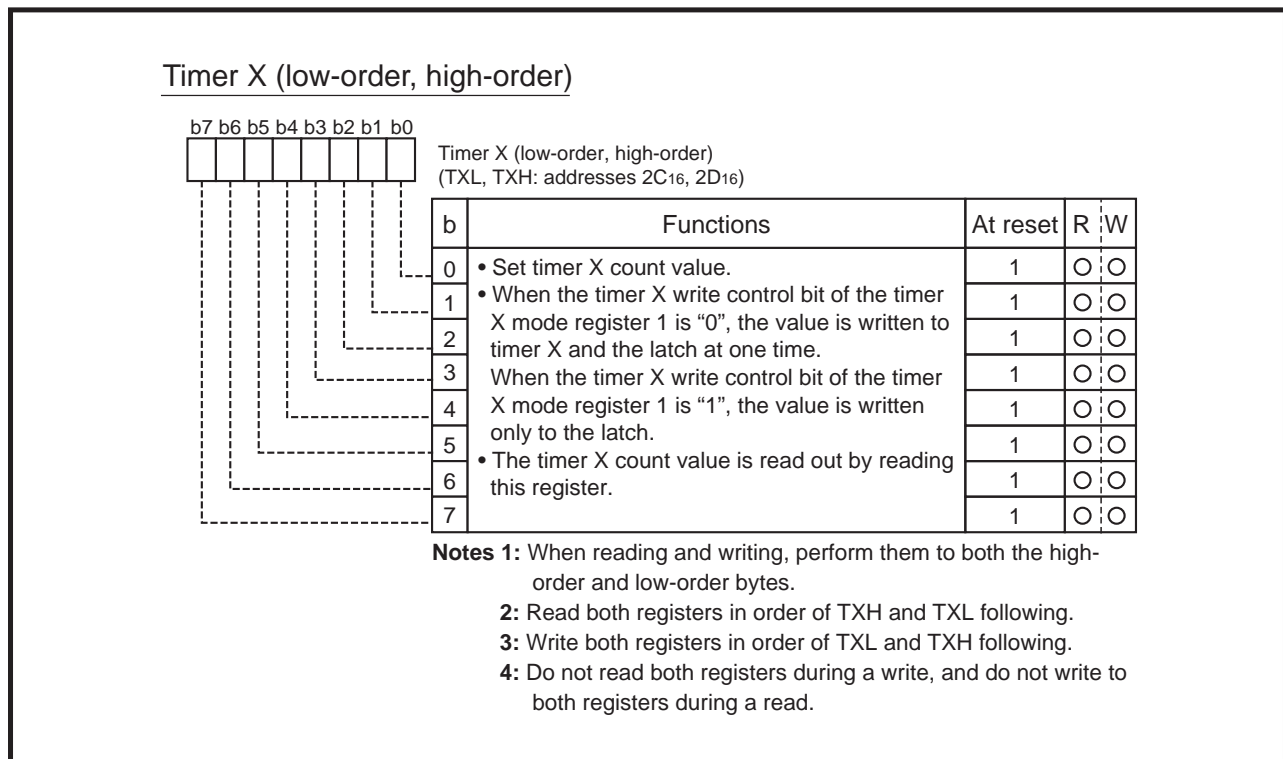 Timer X (low-order, high-order)
b7 b6 b5 b4 b3 b2 b1 b0
Timer X (low-order, high-order)
(TXL, TXH: addresses 2C16, 2D16)
b Functions At reset R W
0 • Set timer X count value. 1 O O
1 • When the timer X write control bit of the timer 1 O O
X mode register 1 is “0”, the value is written to
2 timer X and the latch at one time. 1 O O
3 When the timer X write control bit of the timer 1 O O
4 X mode register 1 is “1”, the value is written 1 O O
only to the latch.
5 • The timer X count value is read out by reading 1 O O
6 this register. 1 O O
7 1 O O
Notes 1: When reading and writing, perform them to both the high-
order and low-order bytes.
2: Read both registers in order of TXH and TXL following.
3: Write both registers in order of TXL and TXH following.
4: Do not read both registers during a write, and do not write to
both registers during a read.